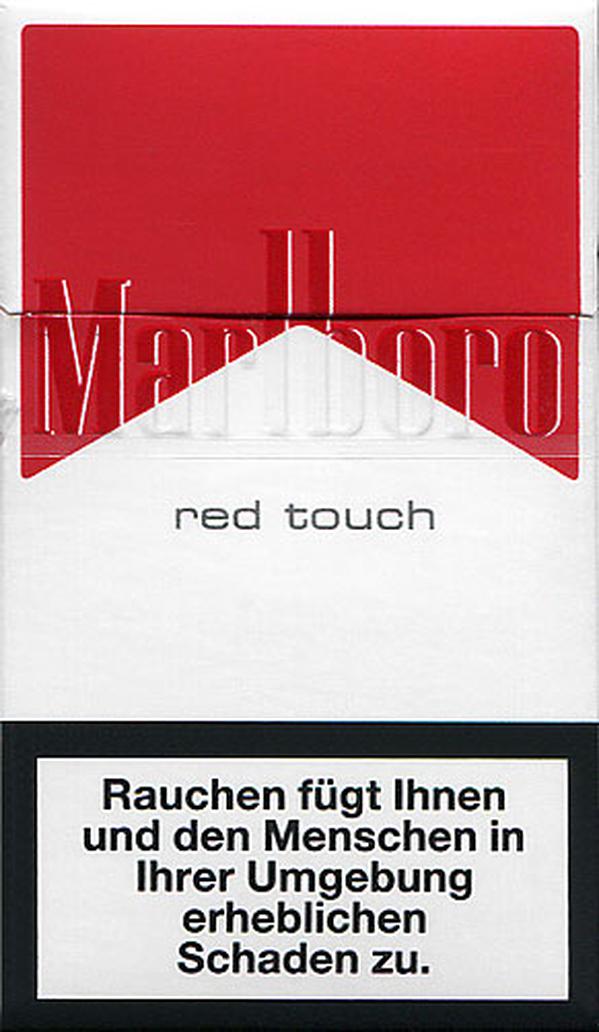 Marlboro
red touch
Rauchen fügt Ihnen
und den Menschen in
Ihrer Umgebung
erheblichen
Schaden zu.